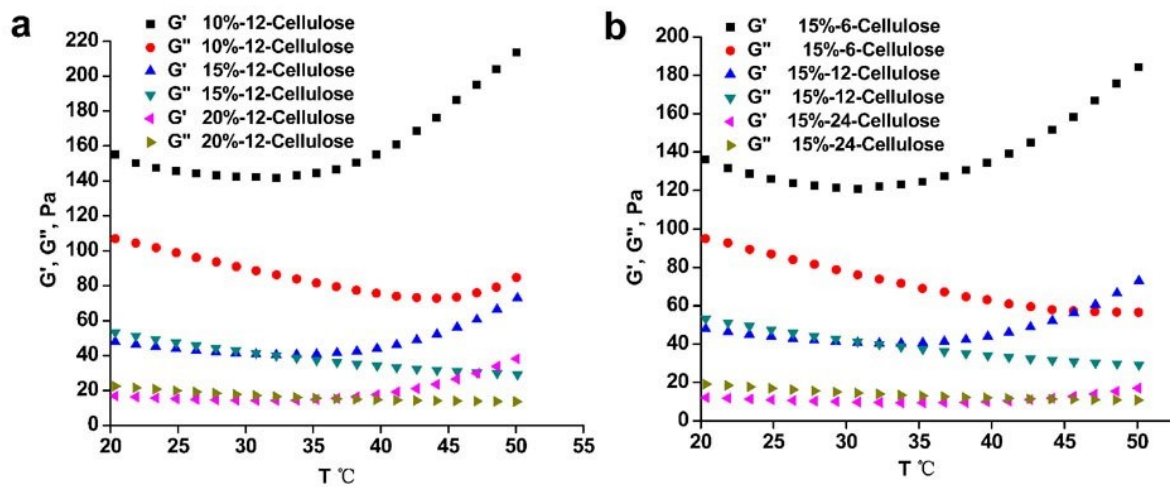 a
G' 10%-12-Cellulose
G" 10%-12-Cellulose
G' 15%-12-Cellulose
G" 15%-12-Cellulose
G' 20%-12-Cellulose
G" 20%-12-Cellulose
220
200
180
160
140
120
100
80
60
40
20
0
G', G", Pa
20 25 30 35 40 45 50 55
T ℃
b
G' 15%-6-Cellulose
G" 15%-6-Cellulose
G' 15%-12-Cellulose
G" 15%-12-Cellulose
G' 15%-24-Cellulose
G" 15%-24-Cellulose
200
180
160
140
120
100
80
60
40
20
0
G', G", Pa
20 25 30 35 40 45 50
T ℃